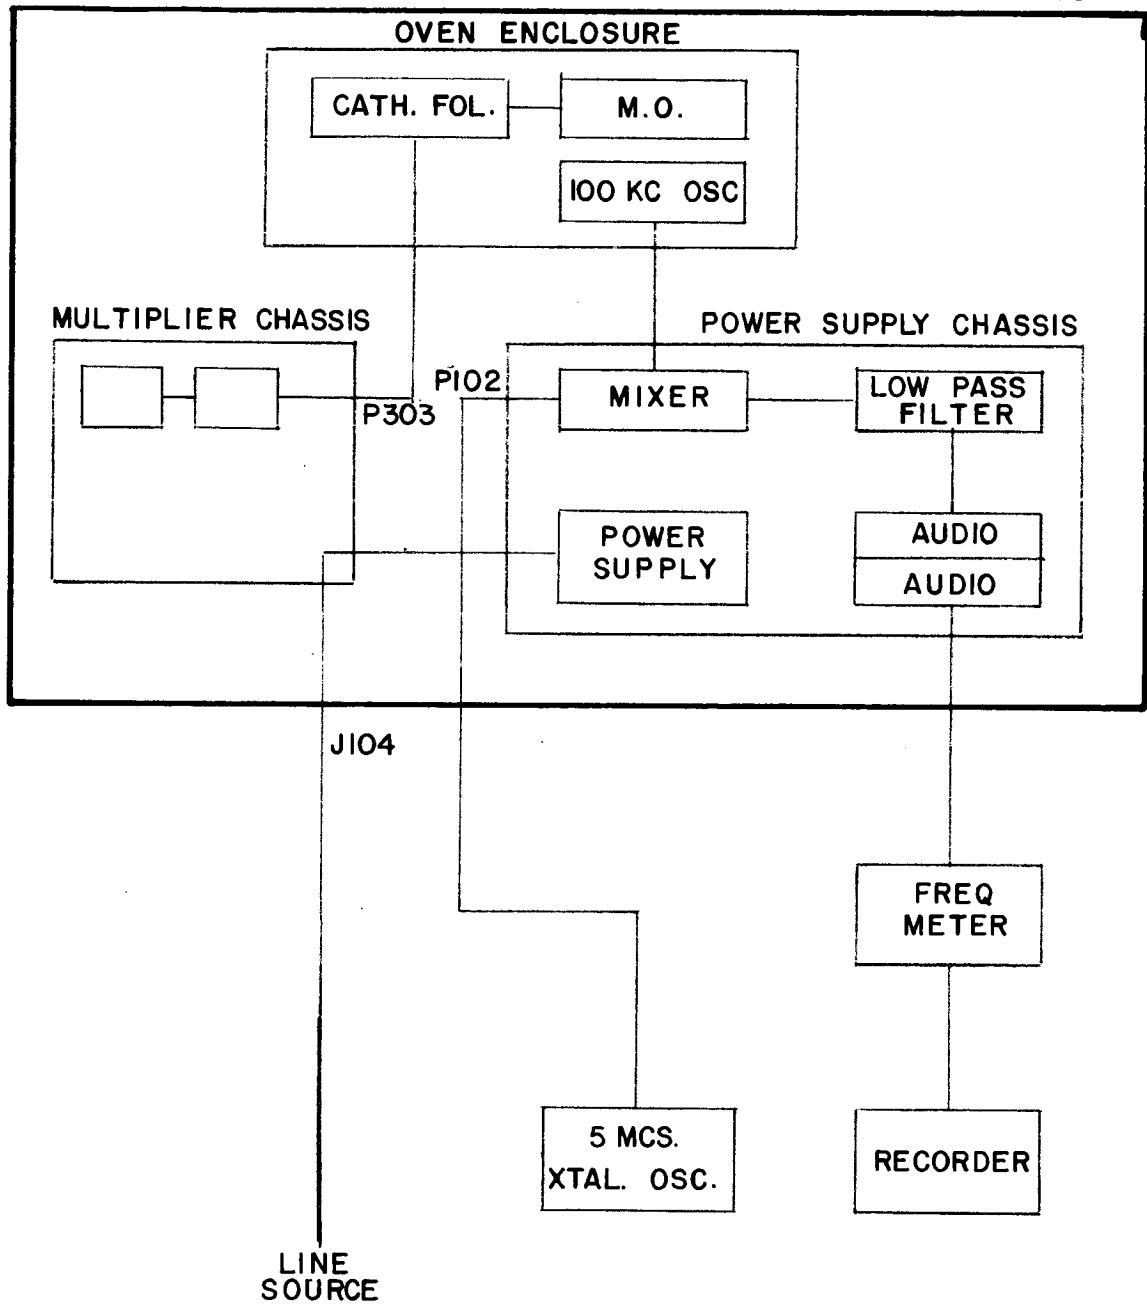 OVEN ENCLOSURE
CATH. FOL.
M.O.
100 KC OSC
MULTIPLIER CHASSIS
POWER SUPPLY CHASSIS
P102
P303
MIXER
LOW PASS
FILTER
POWER
SUPPLY
AUDIO
AUDIO
J104
FREQ
METER
5 MCS.
XTAL. OSC.
RECORDER
LINE
SOURCE